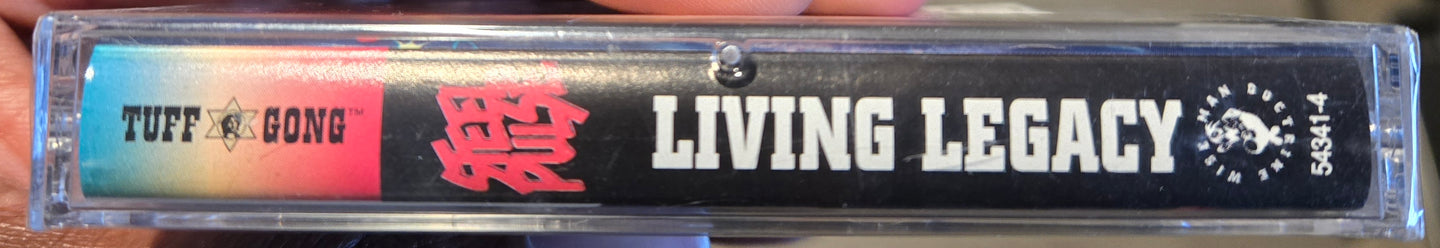 TUFF GONG™
STEEL
PULSE
LIVING LEGACY
WISE MAN DOCTRINE
54341-4